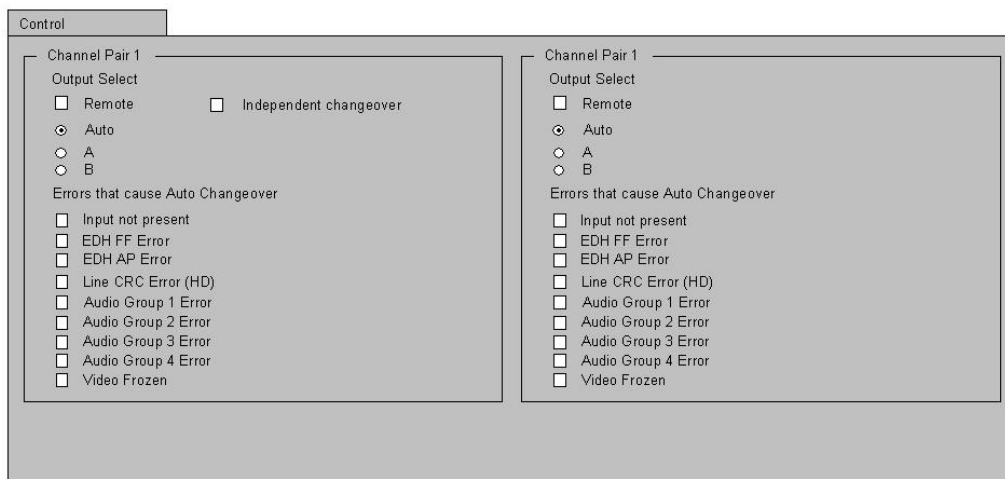 Control
Channel Pair 1
Output Select
Remote Independent changeover
Auto
A
B
Errors that cause Auto Changeover
Input not present
EDH FF Error
EDH AP Error
Line CRC Error (HD)
Audio Group 1 Error
Audio Group 2 Error
Audio Group 3 Error
Audio Group 4 Error
Video Frozen
Channel Pair 1
Output Select
Remote
Auto
A
B
Errors that cause Auto Changeover
Input not present
EDH FF Error
EDH AP Error
Line CRC Error (HD)
Audio Group 1 Error
Audio Group 2 Error
Audio Group 3 Error
Audio Group 4 Error
Video Frozen